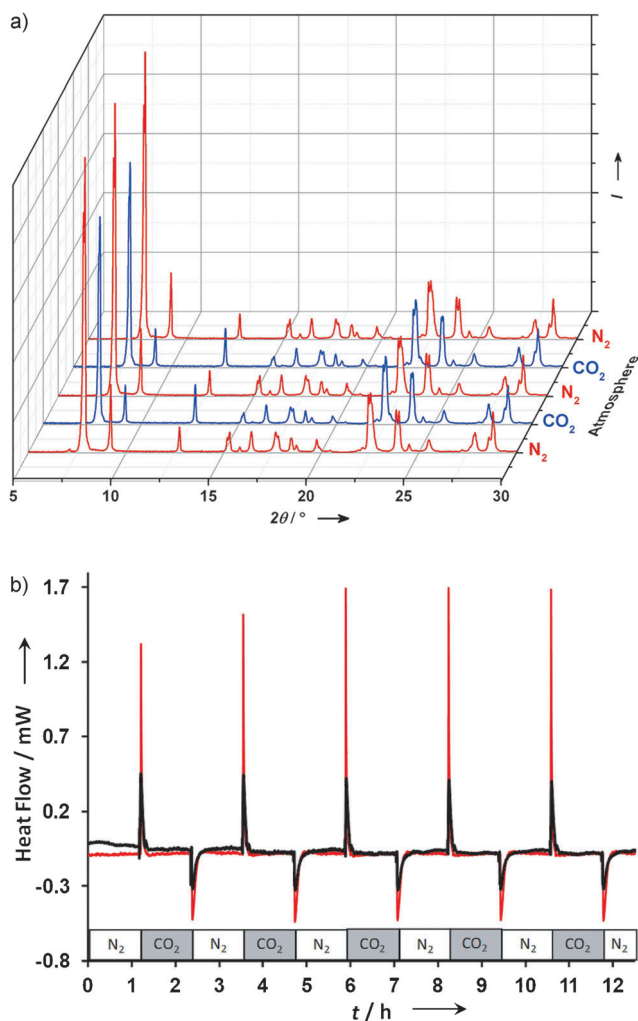 a)
I
N₂
CO₂
N₂
CO₂
N₂
Atmosphere
5 10 15 20 25 30
2θ / °
b)
1.7
1.2
0.7
0.2
-0.3
-0.8
Heat Flow / mW
N₂ CO₂ N₂ CO₂ N₂ CO₂ N₂ CO₂ N₂ CO₂ N₂
0 1 2 3 4 5 6 7 8 9 10 11 12
t / h